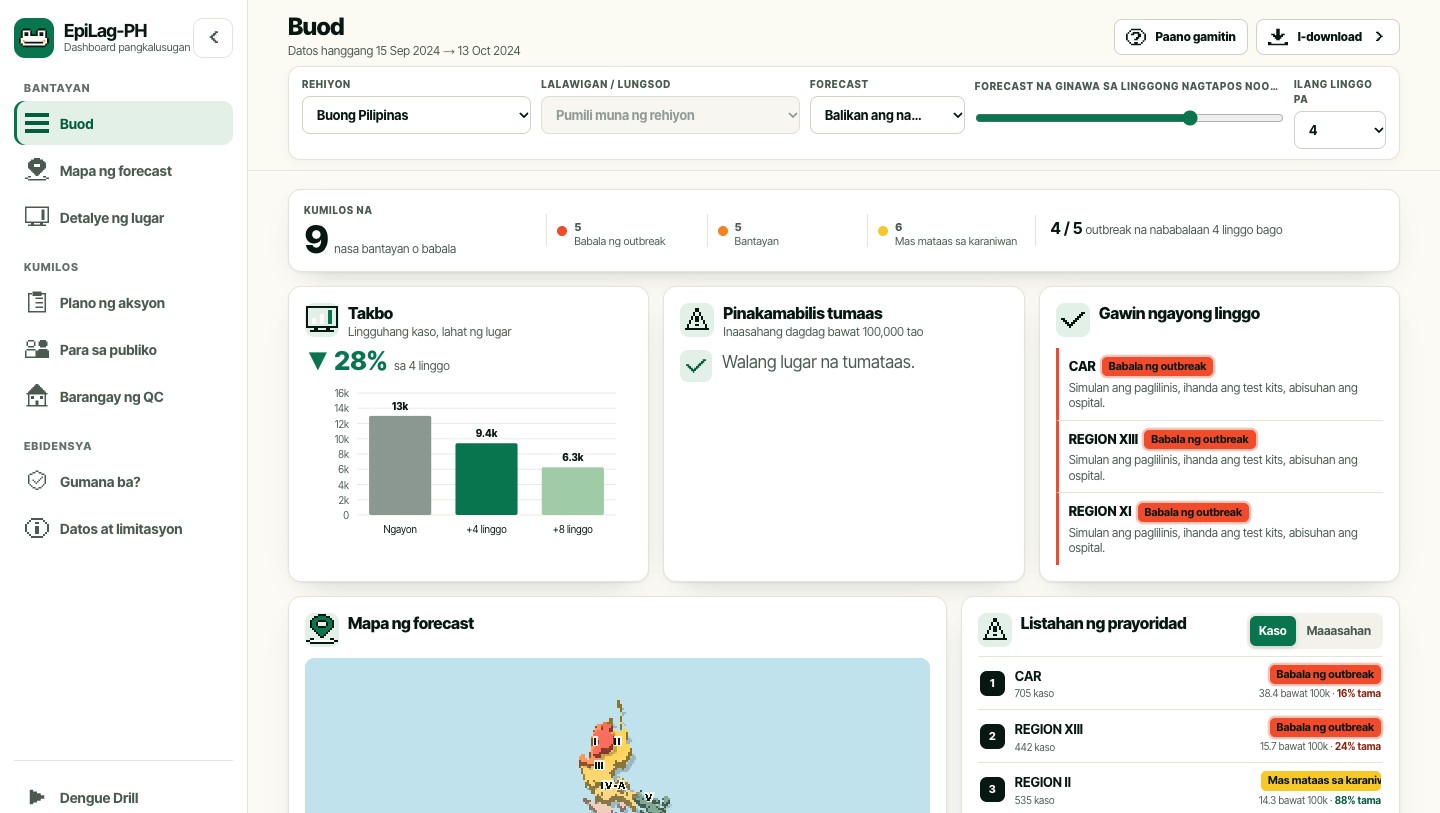 EpiLag-PH
Dashboard pangkalusugan
BANTAYAN
Buod
Mapa ng forecast
Detalye ng lugar
KUMILOS
Plano ng aksyon
Para sa publiko
Barangay ng QC
EBIDENSYA
Gumana ba?
Datos at limitasyon
Dengue Drill
Buod
Datos hanggang 15 Sep 2024 → 13 Oct 2024
Paano gamitin
I-download
REHIYON
Buong Pilipinas
LALAWIGAN / LUNGSOD
Pumili muna ng rehiyon
FORECAST
Balikan ang na...
FORECAST NA GINAWA SA LINGGONG NAGTAPOS NOO...
ILANG LINGGO
PA
4
KUMILOS NA
9 nasa bantayan o babala
5
Babala ng outbreak
5
Bantayan
6
Mas mataas sa karaniwan
4 / 5 outbreak na nababalaan 4 linggo bago
Takbo
Lingguhang kaso, lahat ng lugar
▼ 28% sa 4 linggo
16k
14k
12k
10k
8k
6k
4k
2k
0
13k
9.4k
6.3k
Ngayon
+4 linggo
+8 linggo
Pinakamabilis tumaas
Inaasahang dagdag bawat 100,000 tao
Walang lugar na tumataas.
Gawin ngayong linggo
CAR Babala ng outbreak
Simulan ang paglilinis, ihanda ang test kits, abisuhan ang
ospital.
REGION XIII Babala ng outbreak
Simulan ang paglilinis, ihanda ang test kits, abisuhan ang
ospital.
REGION XI Babala ng outbreak
Simulan ang paglilinis, ihanda ang test kits, abisuhan ang
ospital.
Mapa ng forecast
I
II
III
IV-A
V
Listahan ng prayoridad
Kaso
Maaasahan
1
CAR
705 kaso
Babala ng outbreak
38.4 bawat 100k · 16% tama
2
REGION XIII
442 kaso
Babala ng outbreak
15.7 bawat 100k · 24% tama
3
REGION II
535 kaso
Mas mataas sa karaniw
14.3 bawat 100k · 88% tama